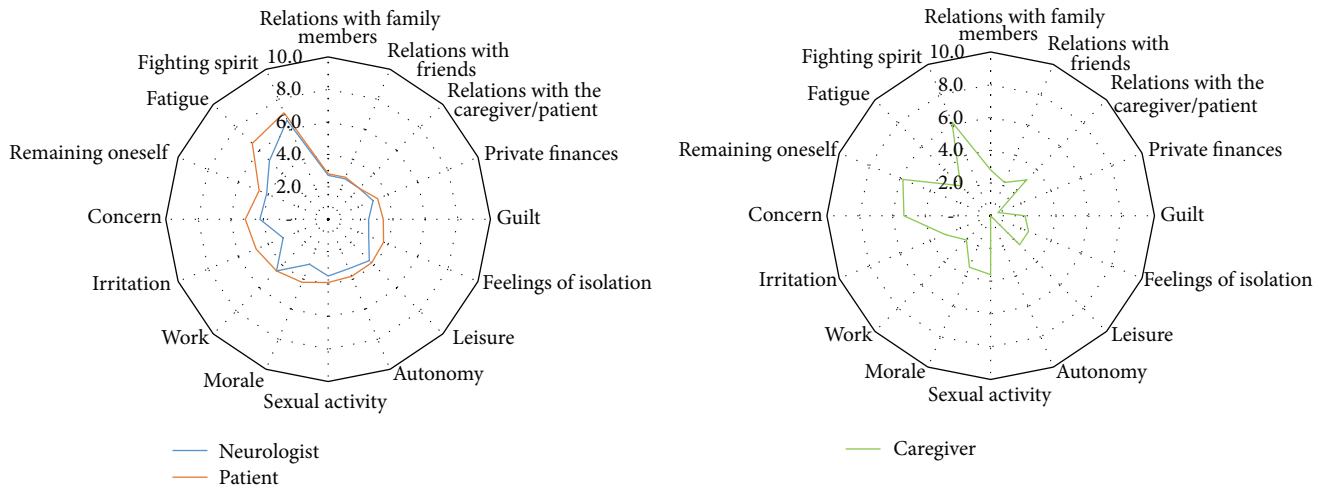 Relations with family
members
Relations with
friends
Relations with the
caregiver/patient
Private finances
Guilt
Feelings of isolation
Leisure
Autonomy
Sexual activity
Morale
Work
Irritation
Concern
Remaining oneself
Fatigue
Fighting spirit
10.0
8.0
6.0
4.0
2.0
Neurologist
Patient
Relations with family
members
Relations with
friends
Relations with the
caregiver/patient
Private finances
Guilt
Feelings of isolation
Leisure
Autonomy
Sexual activity
Morale
Work
Irritation
Concern
Remaining oneself
Fatigue
Fighting spirit
10.0
8.0
6.0
4.0
2.0
Caregiver